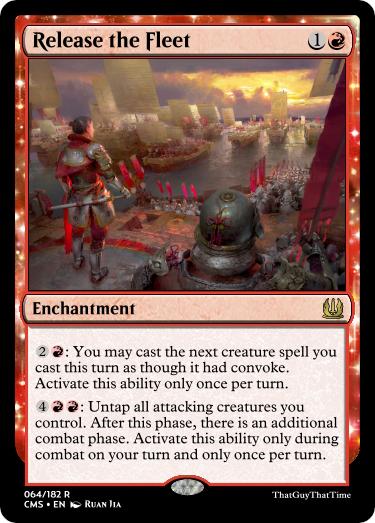 Release the Fleet 1
Enchantment
2 : You may cast the next creature spell you
cast this turn as though it had convoke.
Activate this ability only once per turn.
4 : Untap all attacking creatures you
control. After this phase, there is an additional
combat phase. Activate this ability only during
combat on your turn and only once per turn.
064/182 R
CMS • EN Ruan Jia
ThatGuyThatTime